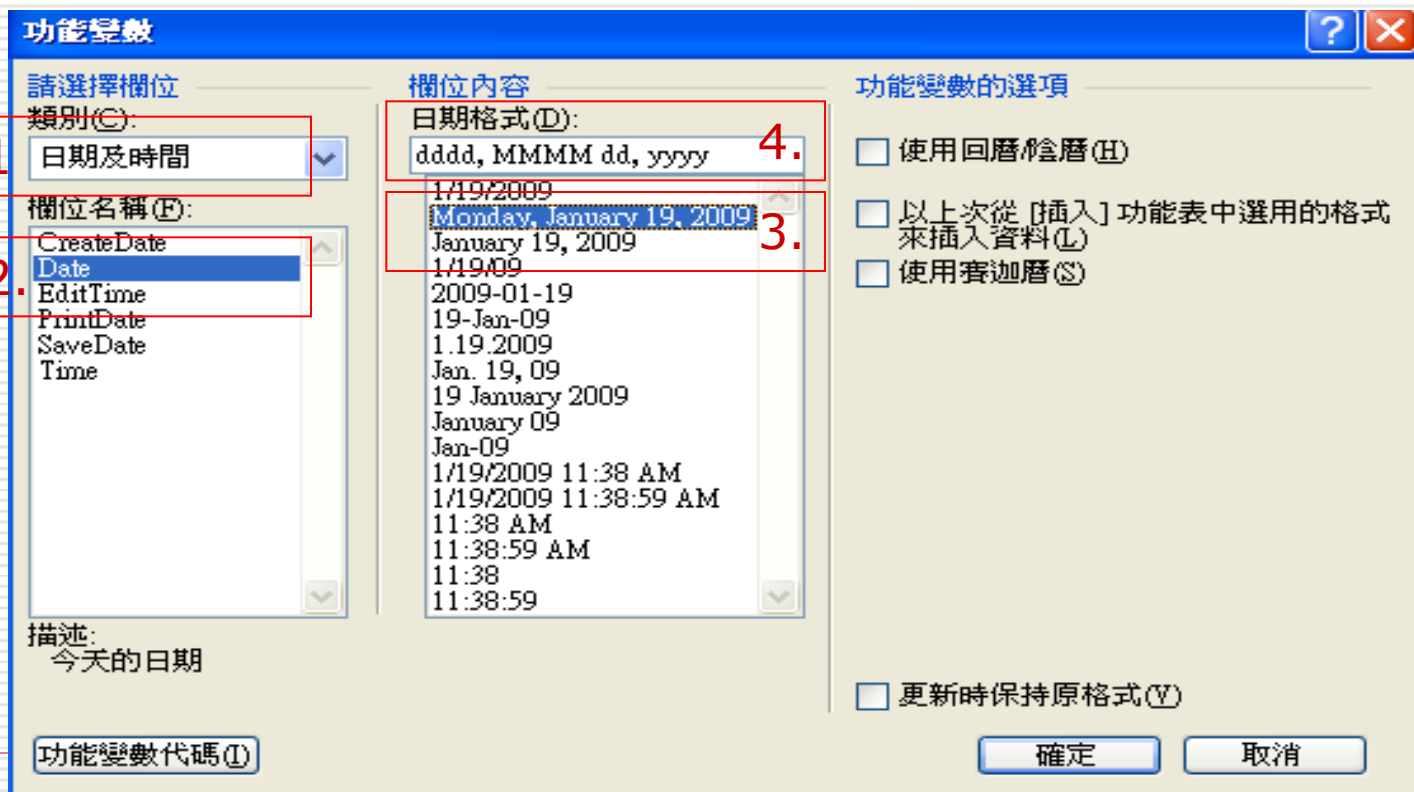 功能變數
請選擇欄位
類別(C):
1
日期及時間
欄位名稱(F):
CreateDate
2.
Date
EditTime
PrintDate
SaveDate
Time
描述:
今天的日期
功能變數代碼(I)
欄位內容
日期格式(D):
dddd, MMMM dd, yyyy
4.
1/19/2009
Monday, January 19, 2009
3.
January 19, 2009
1/19/09
2009-01-19
19-Jan-09
1.19.2009
Jan. 19, 09
19 January 2009
January 09
Jan-09
1/19/2009 11:38 AM
1/19/2009 11:38:59 AM
11:38 AM
11:38:59 AM
11:38
11:38:59
功能變數的選項
使用回曆/陰曆(H)
以上次從 [插入] 功能表中選用的格式
來插入資料(L)
使用賽迦曆(S)
更新時保持原格式(V)
確定
取消